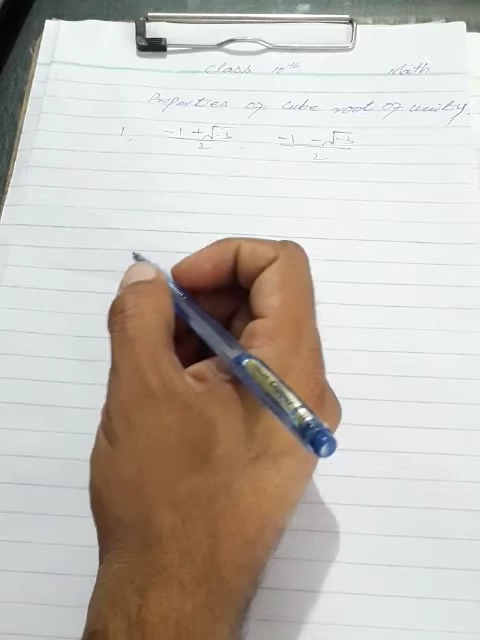 Class 10th Math
Properties of Cube root of unity.
1. (-1 + √-3)/2 . (-1 - √-3)/2